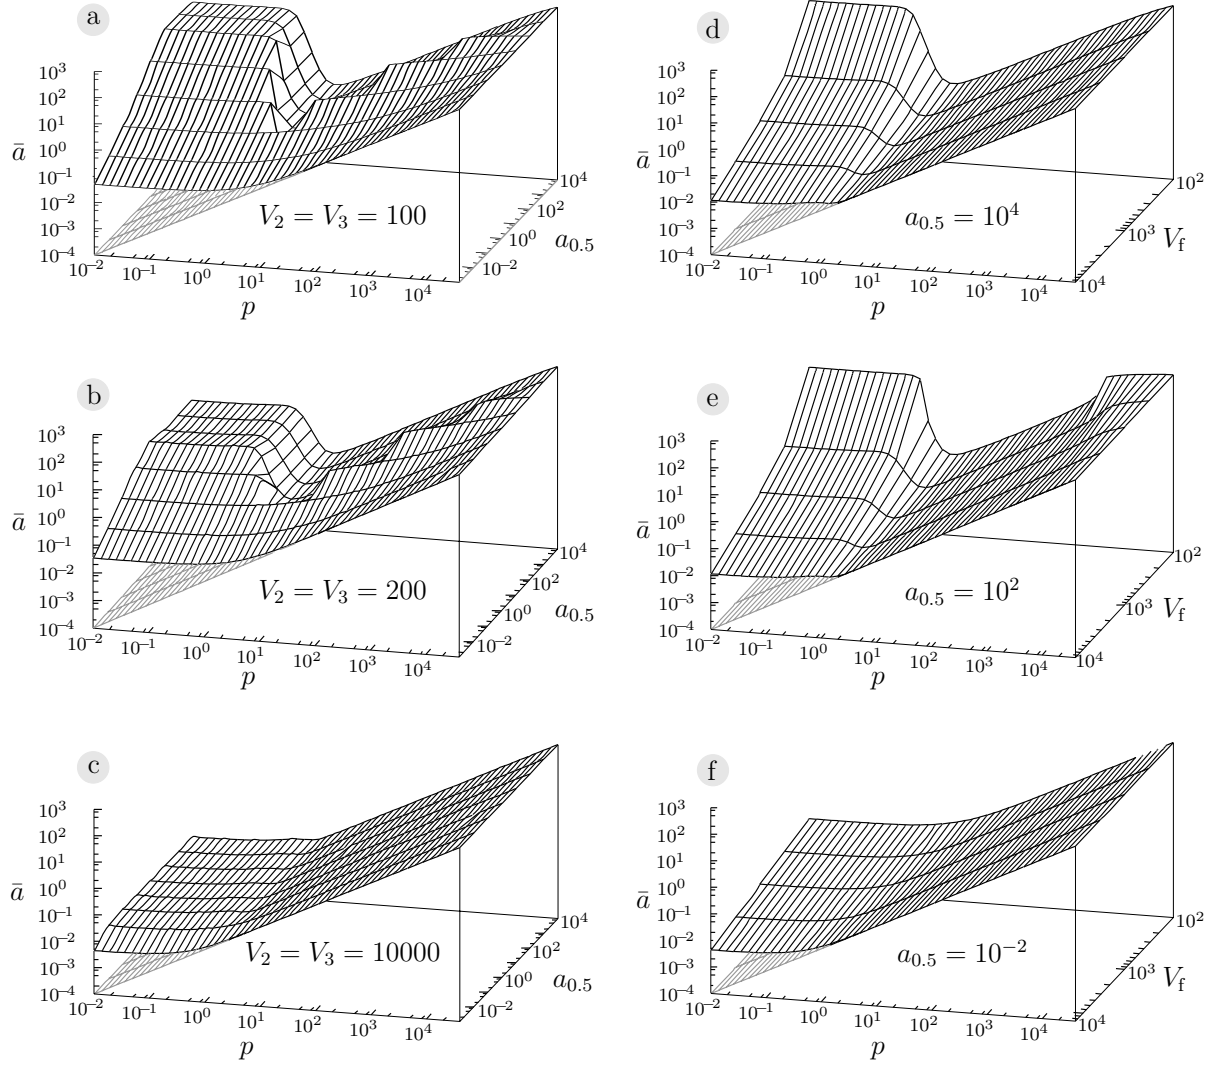 a
10³
10²
10¹
10⁰
10⁻¹
10⁻²
10⁻³
10⁻⁴
ā
10⁻² 10⁻¹ 10⁰ 10¹ 10² 10³ 10⁴
p
10⁻² 10⁰ 10² 10⁴
a₀.₅
V₂ = V₃ = 100
d
10³
10²
10¹
10⁰
10⁻¹
10⁻²
10⁻³
10⁻⁴
ā
10⁻² 10⁻¹ 10⁰ 10¹ 10² 10³ 10⁴
p
10⁴ 10³ 10²
V_f
a₀.₅ = 10⁴
b
10³
10²
10¹
10⁰
10⁻¹
10⁻²
10⁻³
10⁻⁴
ā
10⁻² 10⁻¹ 10⁰ 10¹ 10² 10³ 10⁴
p
10⁻² 10⁰ 10² 10⁴
a₀.₅
V₂ = V₃ = 200
e
10³
10²
10¹
10⁰
10⁻¹
10⁻²
10⁻³
10⁻⁴
ā
10⁻² 10⁻¹ 10⁰ 10¹ 10² 10³ 10⁴
p
10⁴ 10³ 10²
V_f
a₀.₅ = 10²
c
10³
10²
10¹
10⁰
10⁻¹
10⁻²
10⁻³
10⁻⁴
ā
10⁻² 10⁻¹ 10⁰ 10¹ 10² 10³ 10⁴
p
10⁻² 10⁰ 10² 10⁴
a₀.₅
V₂ = V₃ = 10000
f
10³
10²
10¹
10⁰
10⁻¹
10⁻²
10⁻³
10⁻⁴
ā
10⁻² 10⁻¹ 10⁰ 10¹ 10² 10³ 10⁴
p
10⁴ 10³ 10²
V_f
a₀.₅ = 10⁻²